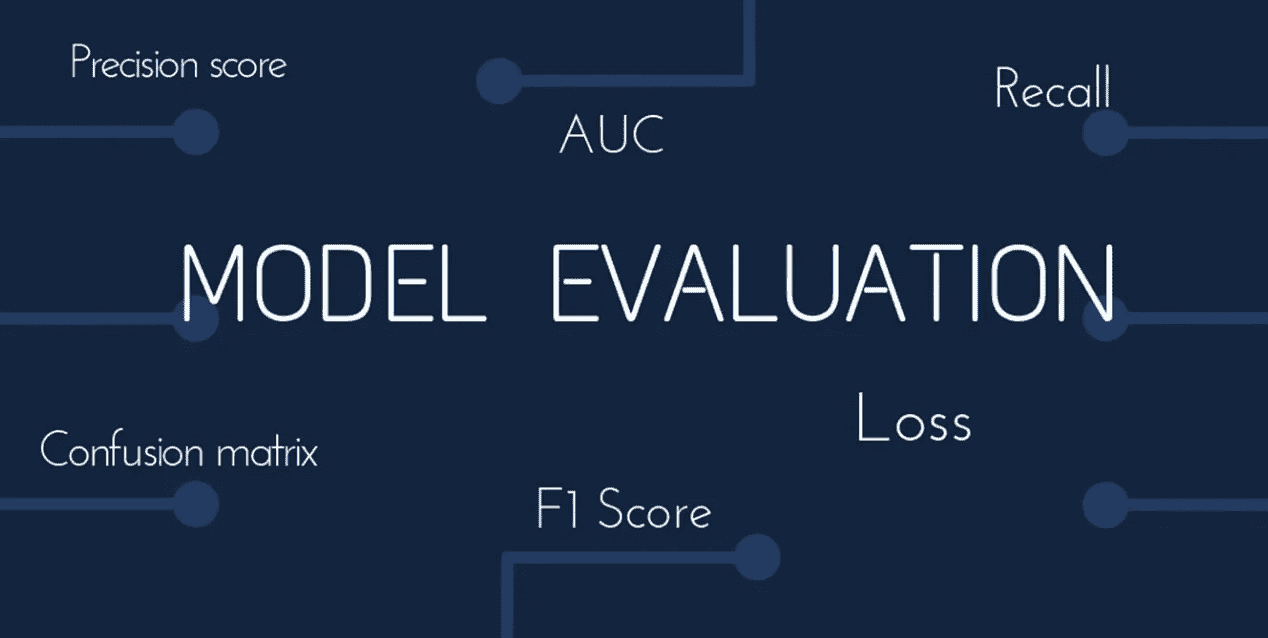 Precision score
AUC
Recall
MODEL EVALUATION
Loss
Confusion matrix
F1 Score